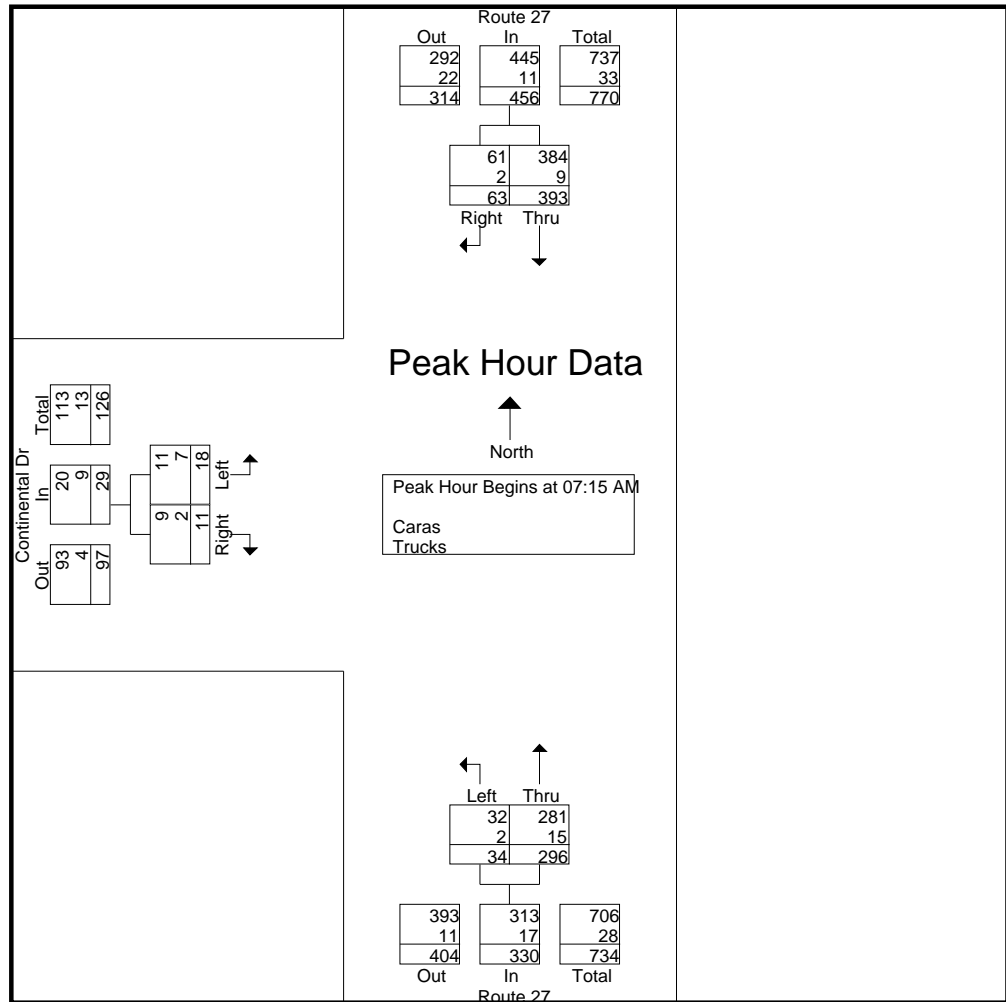 Route 27
Out In Total
292 445 737
22 11 33
314 456 770
61 384
2 9
63 393
Right Thru
Peak Hour Data
North
Peak Hour Begins at 07:15 AM
Caras
Trucks
Continental Dr
Out In Total
93 20 113
4 9 13
97 29 126
9 11
2 7
11 18
Right Left
Left Thru
32 281
2 15
34 296
393 313 706
11 17 28
404 330 734
Out In Total
Route 27